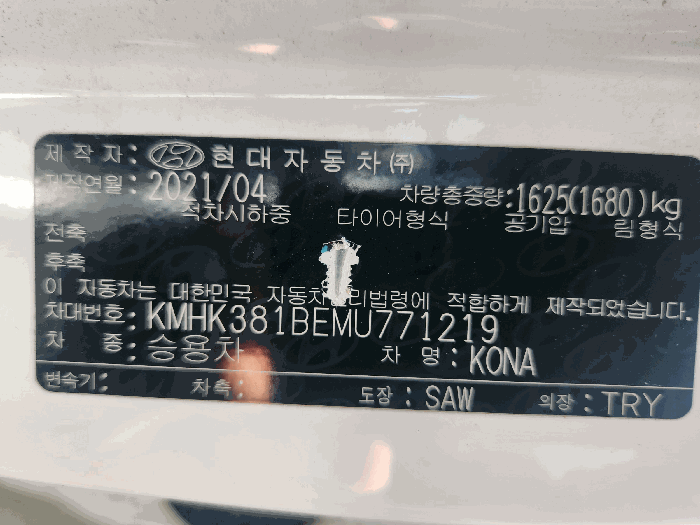 제 작 자 : 현 대 자 동 차 (주)
제작연월 : 2021/04 차량총중량 : 1625(1680)kg
적차시하중 타이어형식 공기압 림형식
전축
후축
이 자동차는 대한민국 자동차관리법령에 적합하게 제작되었습니다.
차대번호 : KMHK381BEMU771219
차 종 : 승용차 차 명 : KONA
변속기 : 차축 : 도장 : SAW 의장 : TRY